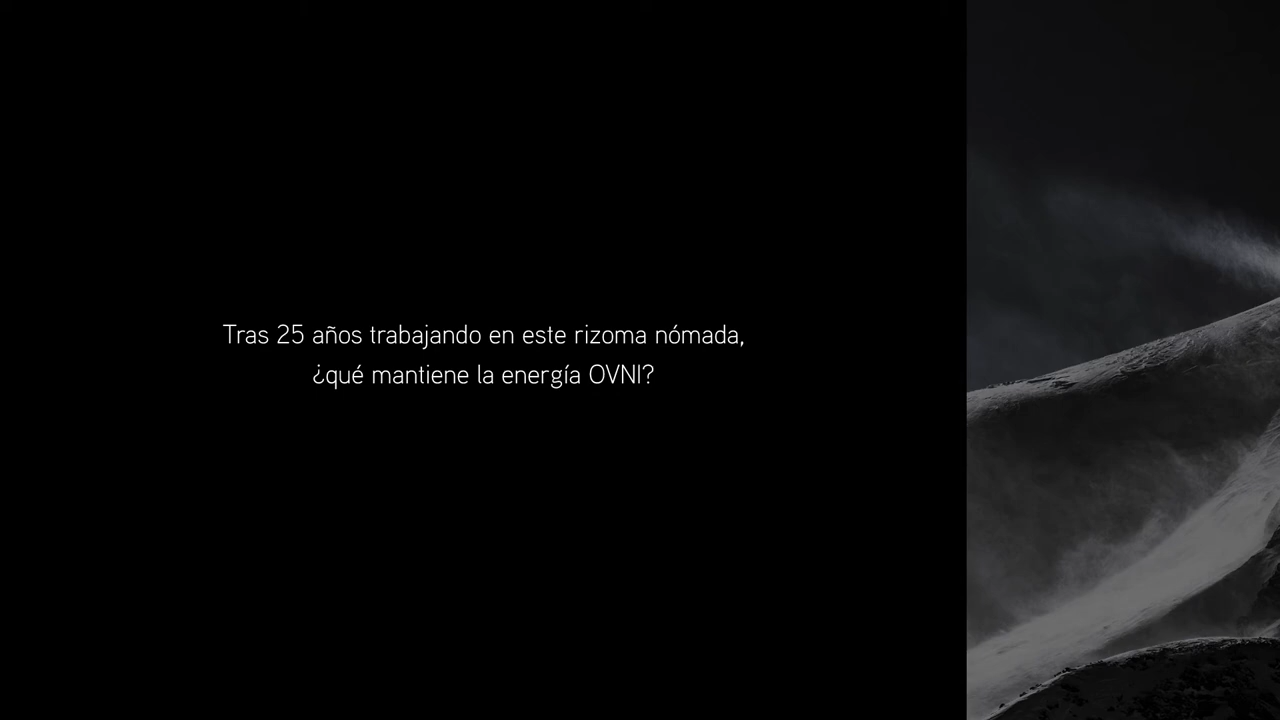 Tras 25 años trabajando en este rizoma nómada,
¿qué mantiene la energía OVNI?